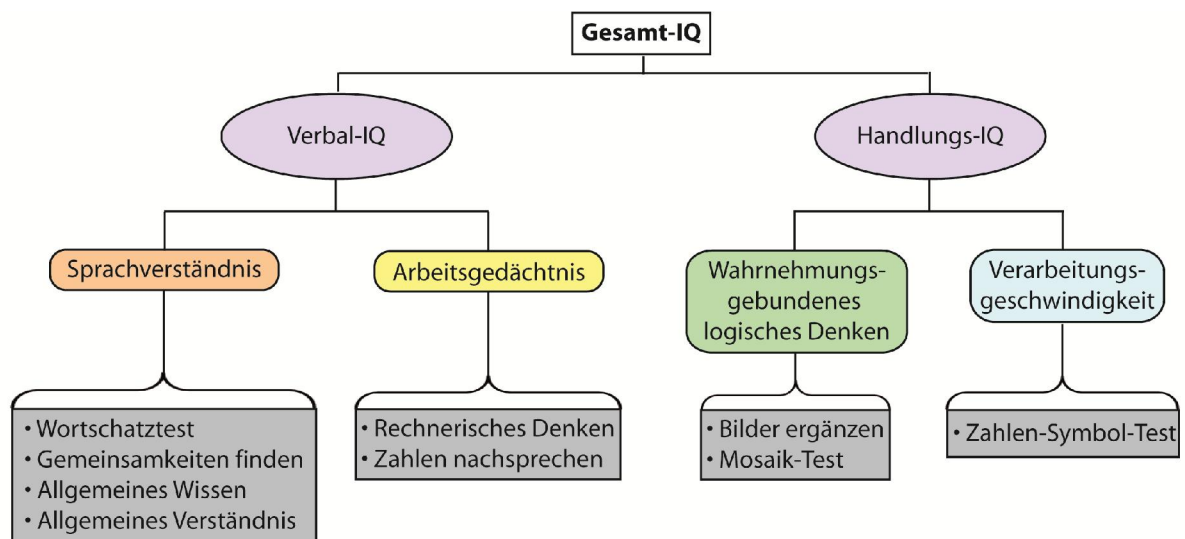 Gesamt-IQ
Verbal-IQ
Handlungs-IQ
Sprachverständnis
Arbeitsgedächtnis
Wahrnehmungs-
gebundenes
logisches Denken
Verarbeitungs-
geschwindigkeit
• Wortschatztest
• Gemeinsamkeiten finden
• Allgemeines Wissen
• Allgemeines Verständnis
• Rechnerisches Denken
• Zahlen nachsprechen
• Bilder ergänzen
• Mosaik-Test
• Zahlen-Symbol-Test